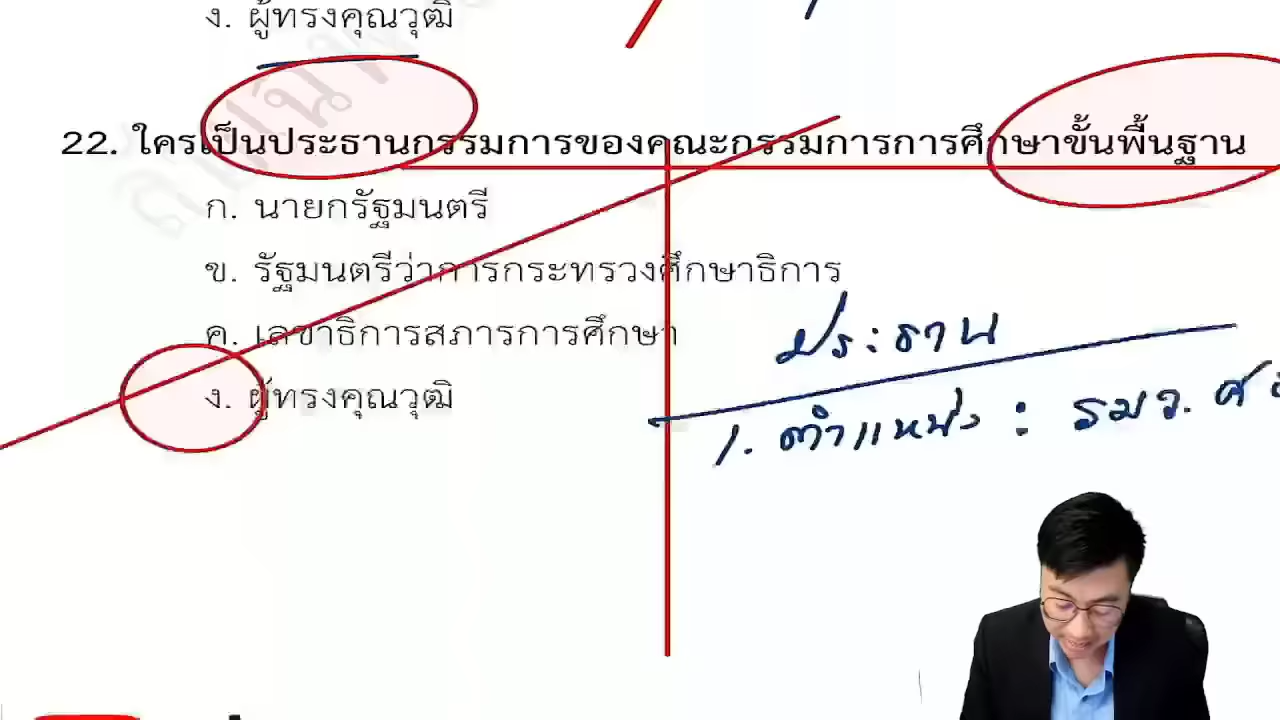 ง. ผู้ทรงคุณวุฒิ
22. ใครเป็นประธานกรรมการของคณะกรรมการการศึกษาขั้นพื้นฐาน
ก. นายกรัฐมนตรี
ข. รัฐมนตรีว่าการกระทรวงศึกษาธิการ
ค. เลขาธิการสภาการศึกษา
ง. ผู้ทรงคุณวุฒิ
ประธาน
1. ตำแหน่ง : รมว.